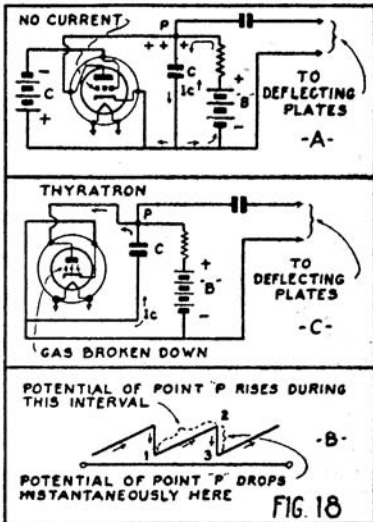 NO CURRENT
P
- C +
+ + +
C
Ic
+ "B" -
TO
DEFLECTING
PLATES
-A-
THYRATRON
P
C
Ic
+ "B" -
TO
DEFLECTING
PLATES
-C-
GAS BROKEN DOWN
POTENTIAL OF POINT "P" RISES DURING
THIS INTERVAL
1 2 3
-B-
POTENTIAL OF POINT "P" DROPS
INSTANTANEOUSLY HERE
FIG. 18